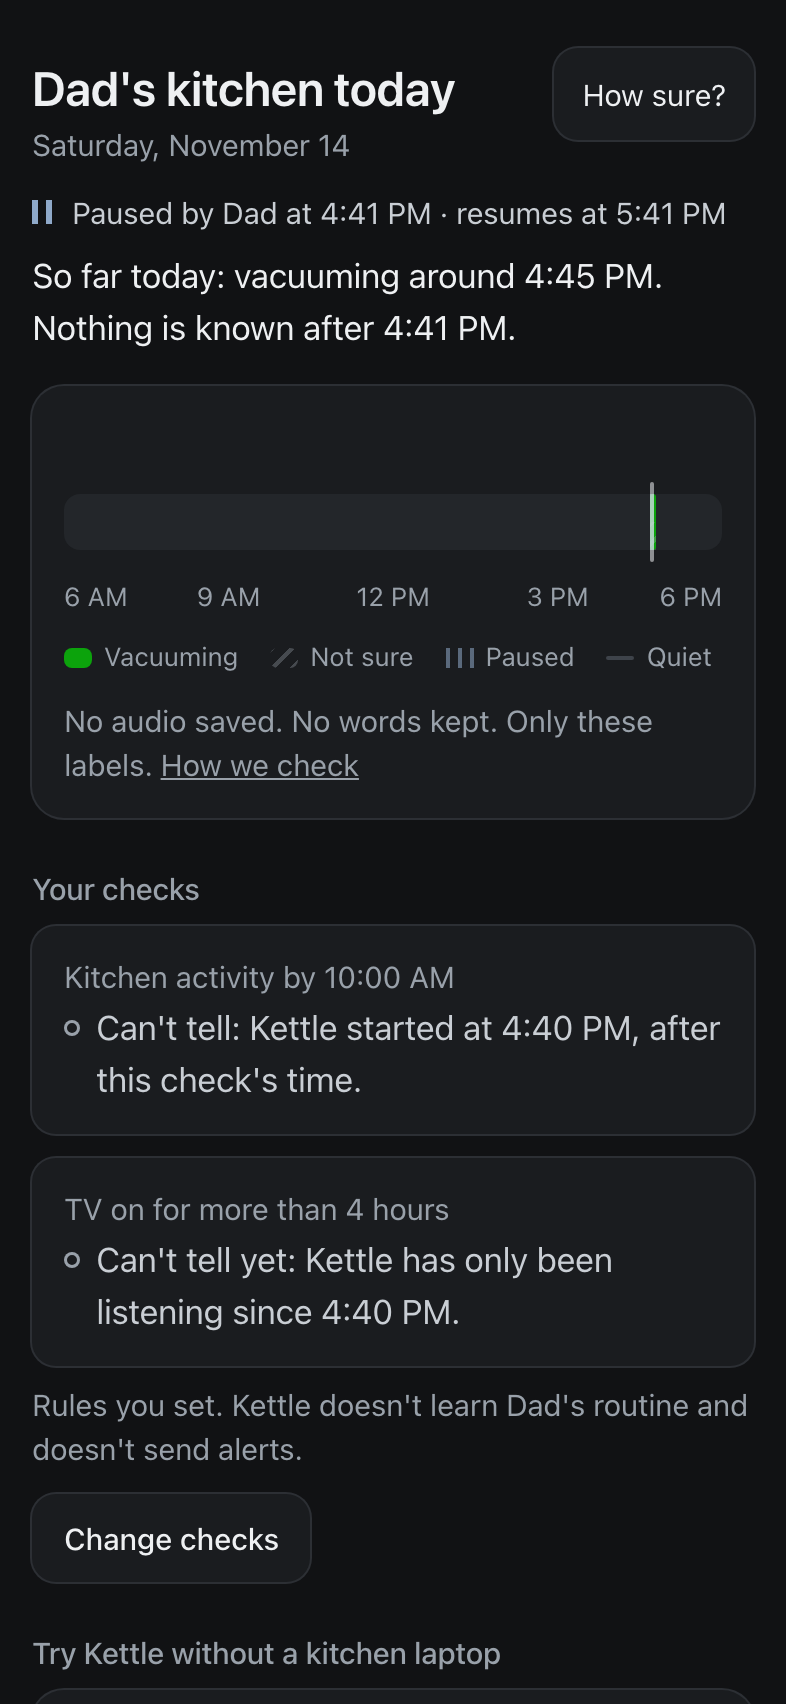 Dad's kitchen today
How sure?
Saturday, November 14
Paused by Dad at 4:41 PM · resumes at 5:41 PM
So far today: vacuuming around 4:45 PM.
Nothing is known after 4:41 PM.
6 AM 9 AM 12 PM 3 PM 6 PM
Vacuuming Not sure Paused Quiet
No audio saved. No words kept. Only these
labels. How we check
Your checks
Kitchen activity by 10:00 AM
Can't tell: Kettle started at 4:40 PM, after
this check's time.
TV on for more than 4 hours
Can't tell yet: Kettle has only been
listening since 4:40 PM.
Rules you set. Kettle doesn't learn Dad's routine and
doesn't send alerts.
Change checks
Try Kettle without a kitchen laptop